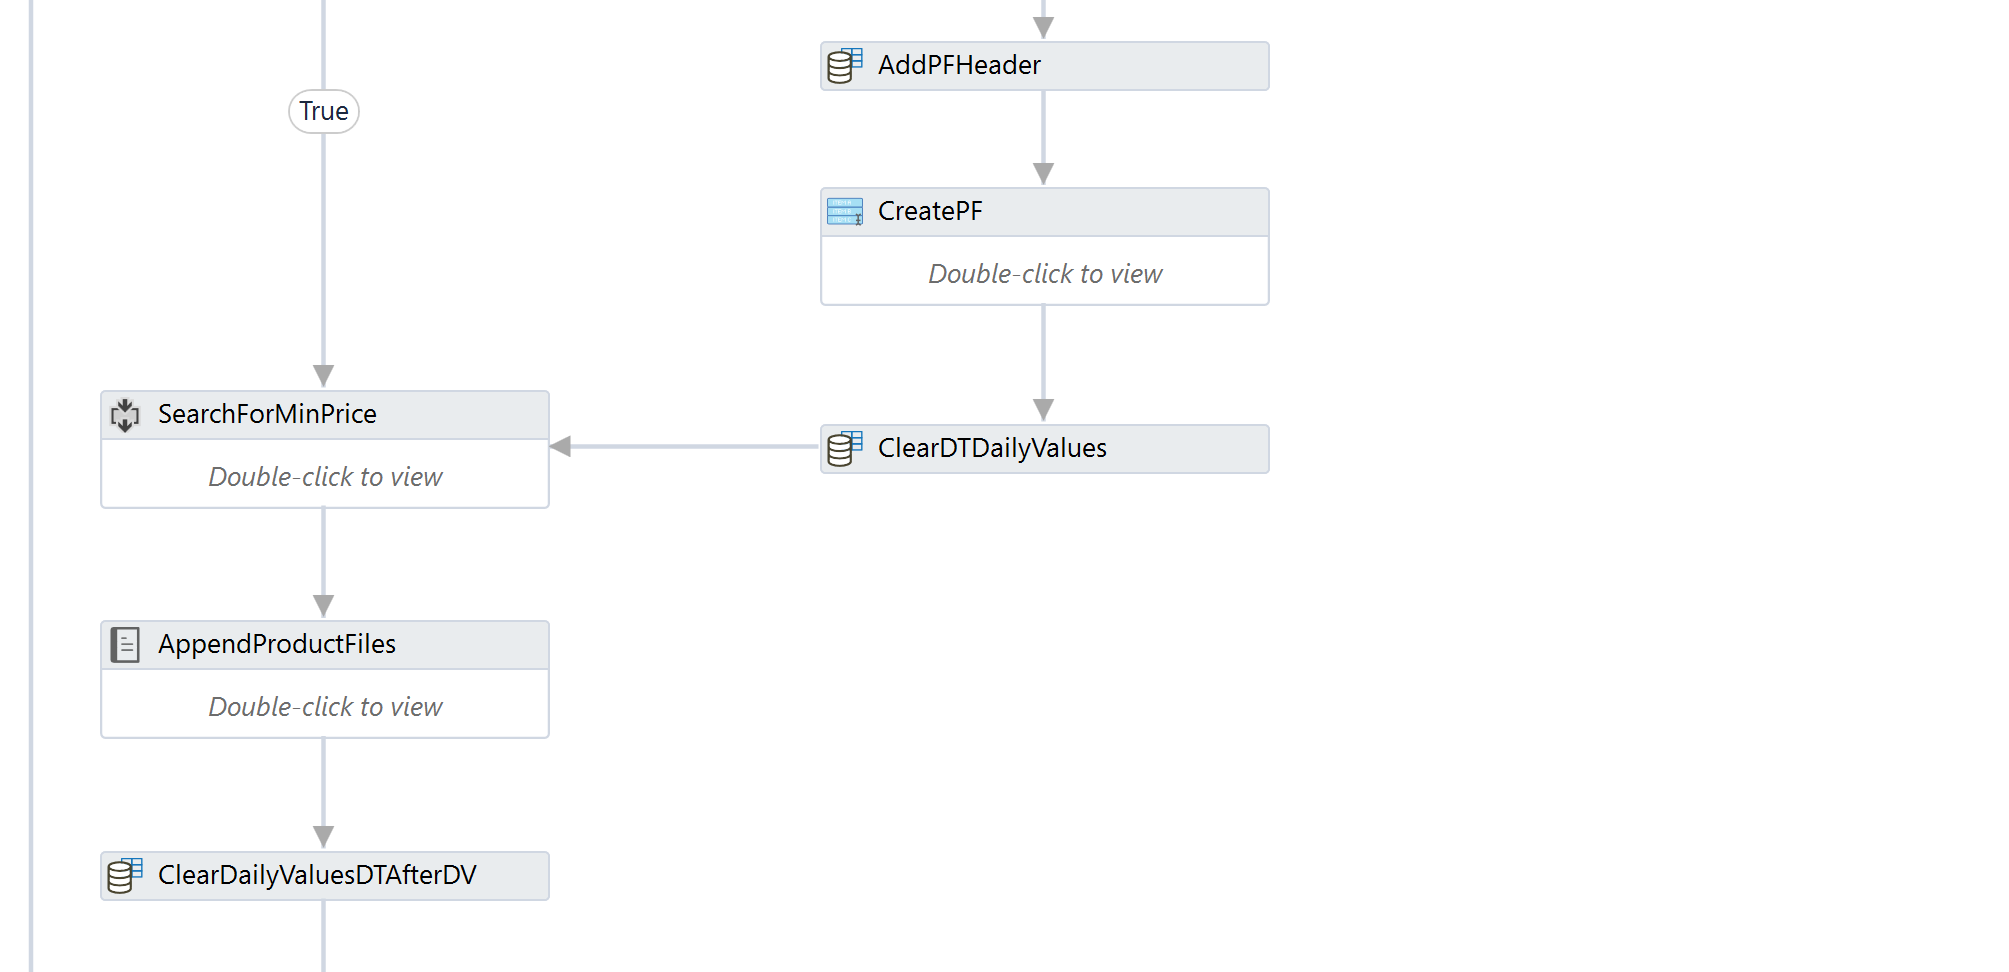 AddPFHeader
True
CreatePF
Double-click to view
SearchForMinPrice
Double-click to view
ClearDTDailyValues
AppendProductFiles
Double-click to view
ClearDailyValuesDTAfterDV